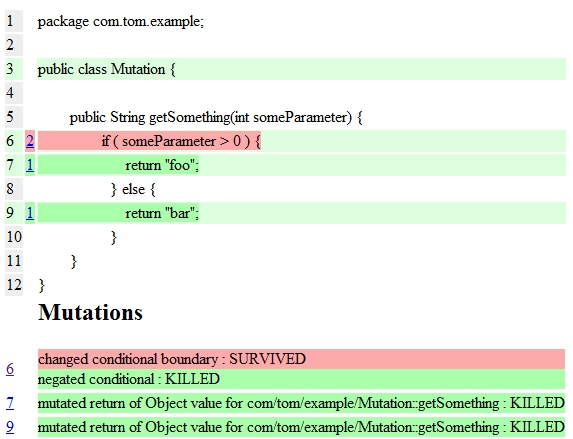 1 package com.tom.example;
2
3 public class Mutation {
4
5 public String getSomething(int someParameter) {
6 2 if ( someParameter > 0 ) {
7 1 return "foo";
8 } else {
9 1 return "bar";
10 }
11 }
12 }
Mutations
6 changed conditional boundary : SURVIVED
negated conditional : KILLED
7 mutated return of Object value for com/tom/example/Mutation::getSomething : KILLED
9 mutated return of Object value for com/tom/example/Mutation::getSomething : KILLED